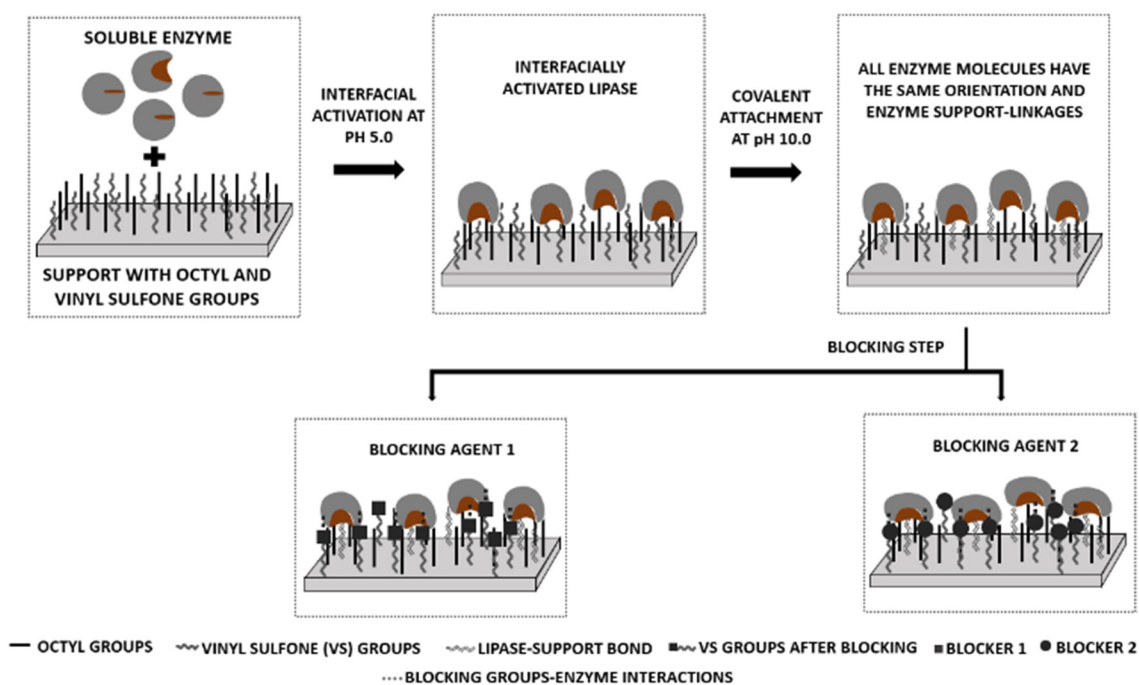 SOLUBLE ENZYME
SUPPORT WITH OCTYL AND
VINYL SULFONE GROUPS
INTERFACIAL
ACTIVATION AT
PH 5.0
INTERFACIALLY
ACTIVATED LIPASE
COVALENT
ATTACHMENT
AT pH 10.0
ALL ENZYME MOLECULES HAVE
THE SAME ORIENTATION AND
ENZYME SUPPORT-LINKAGES
BLOCKING STEP
BLOCKING AGENT 1
BLOCKING AGENT 2
OCTYL GROUPS
VINYL SULFONE (VS) GROUPS
LIPASE-SUPPORT BOND
VS GROUPS AFTER BLOCKING
BLOCKER 1
BLOCKER 2
BLOCKING GROUPS-ENZYME INTERACTIONS